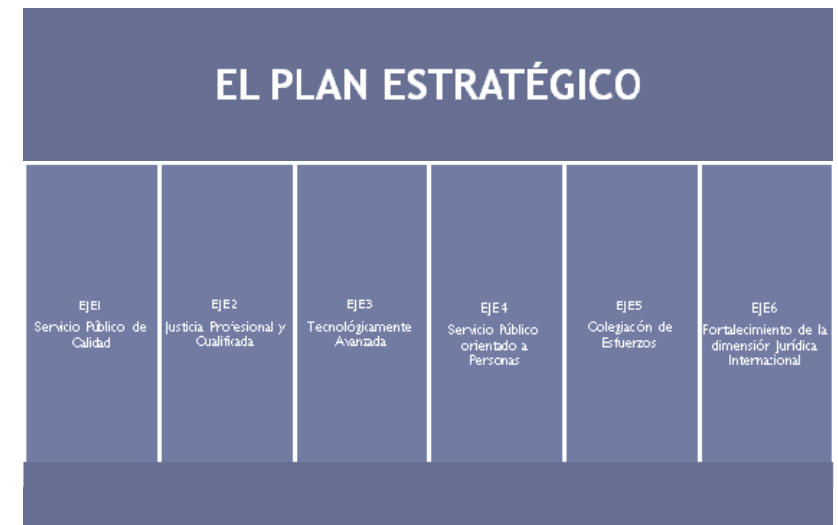 EL PLAN ESTRATÉGICO
EJE1
Servicio Público de
Calidad
EJE2
Justicia Profesional y
Cualificada
EJE3
Tecnológicamente
Avanzada
EJE4
Servicio Público
orientado a
Personas
EJE5
Colegiación de
Esfuerzos
EJE6
Fortalecimiento de la
dimensión Jurídica
Internacional